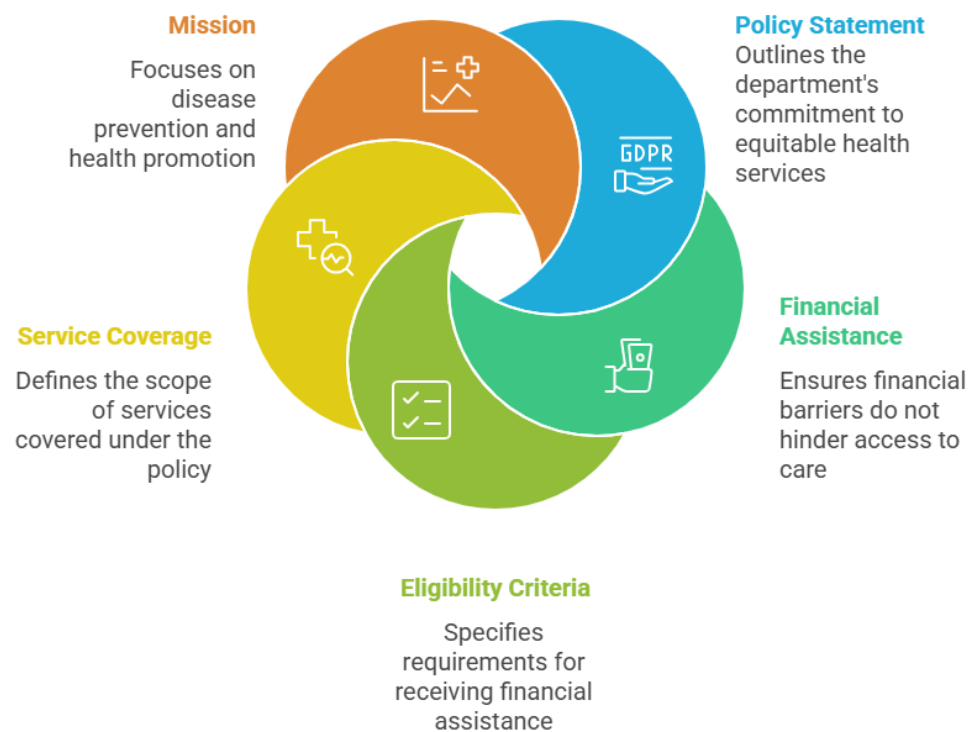 Mission
Focuses on
disease
prevention and
health promotion
Policy Statement
Outlines the
department's
commitment to
equitable health
services
GDPR
Service Coverage
Defines the scope
of services
covered under the
policy
Financial
Assistance
Ensures financial
barriers do not
hinder access to
care
Eligibility Criteria
Specifies
requirements for
receiving financial
assistance